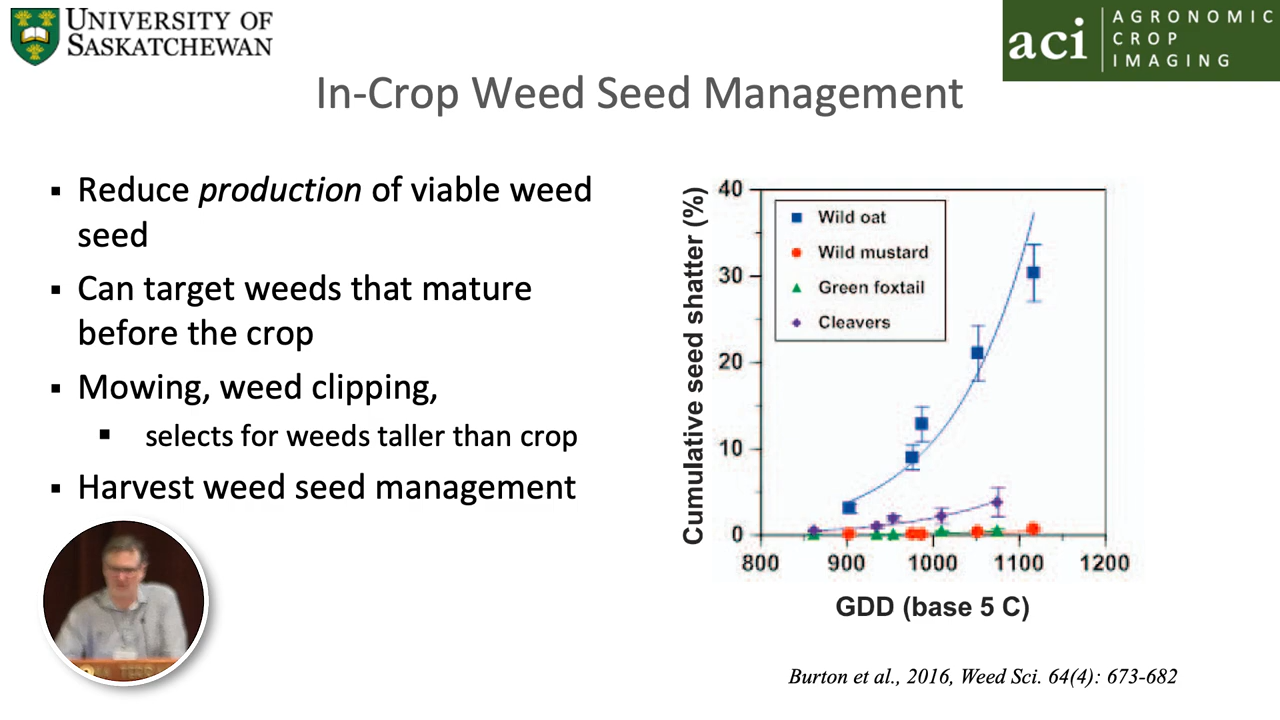 UNIVERSITY OF
SASKATCHEWAN
aci
AGRONOMIC
CROP
IMAGING
In-Crop Weed Seed Management
▪ Reduce production of viable weed
seed
▪ Can target weeds that mature
before the crop
▪ Mowing, weed clipping,
▪ selects for weeds taller than crop
▪ Harvest weed seed management
Cumulative seed shatter (%)
40
30
20
10
0
Wild oat
Wild mustard
Green foxtail
Cleavers
800 900 1000 1100 1200
GDD (base 5 C)
Burton et al., 2016, Weed Sci. 64(4): 673-682